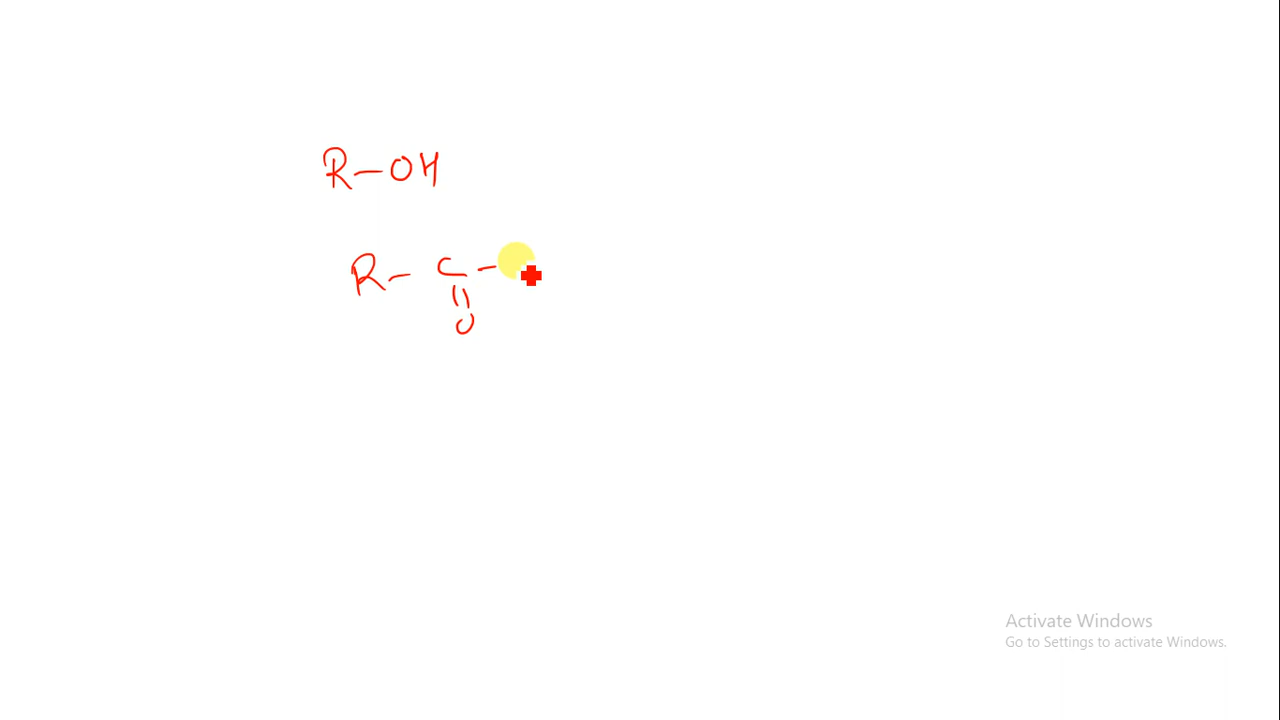 R-OH
R-C-
||
O
Activate Windows
Go to Settings to activate Windows.